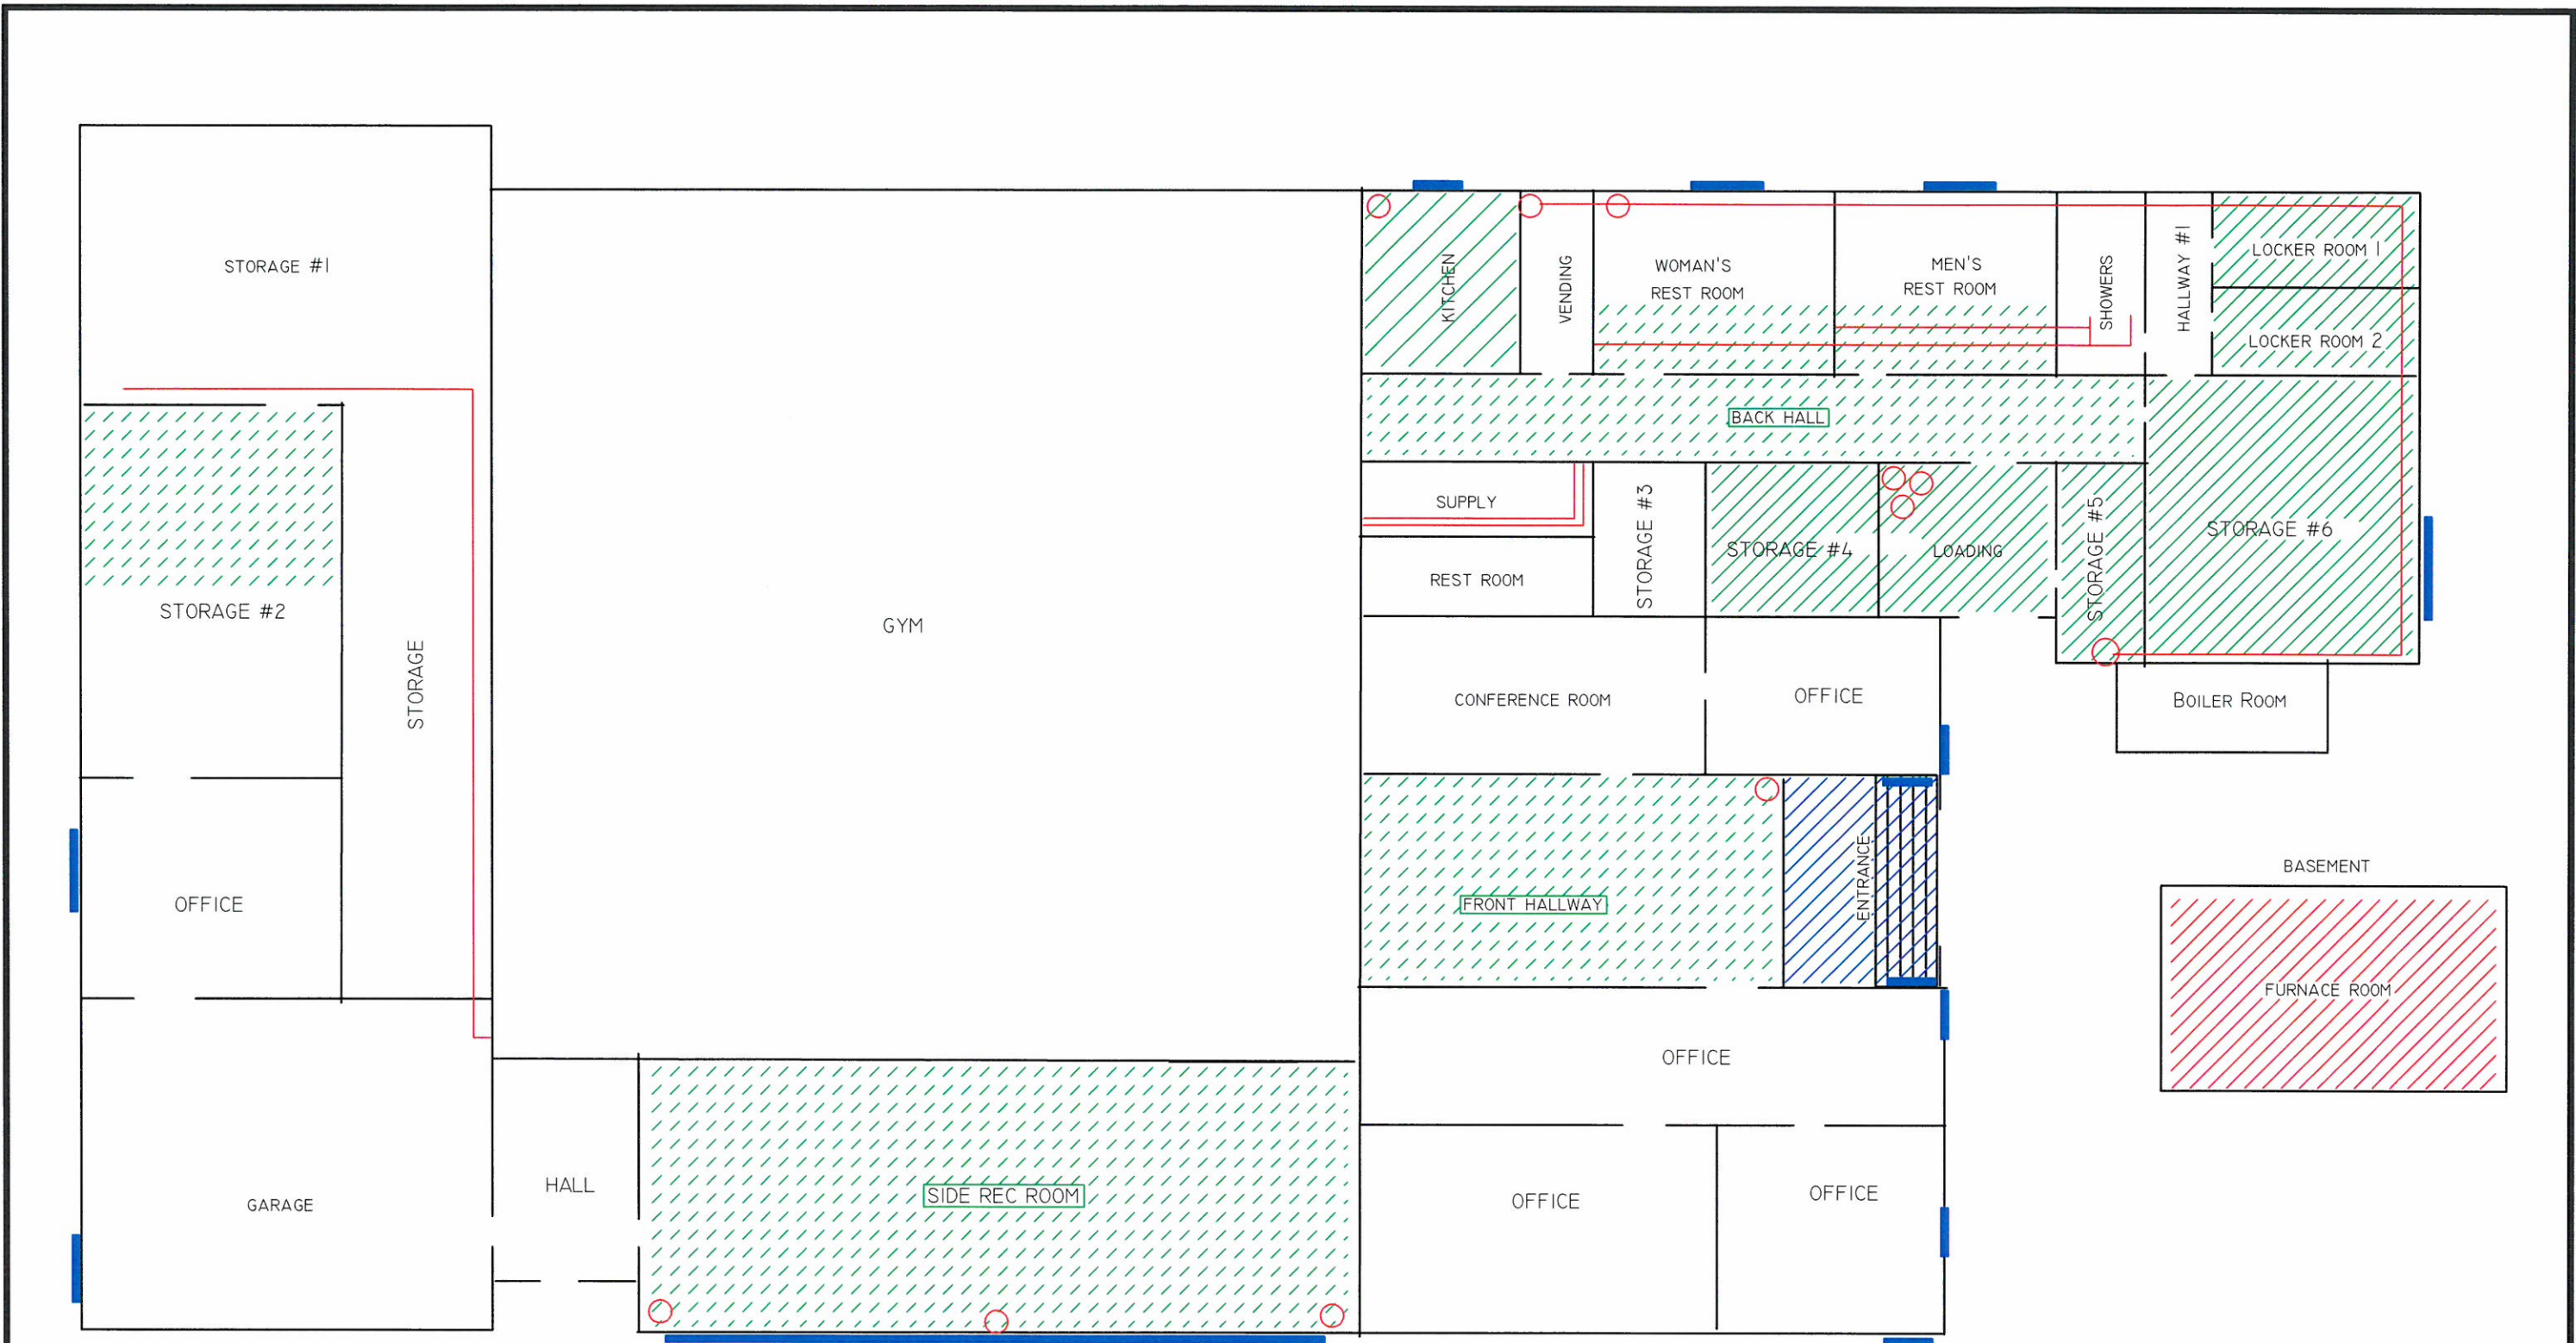 STORAGE #1
KITCHEN
VENDING
WOMAN'S
REST ROOM
MEN'S
REST ROOM
SHOWERS
HALLWAY #1
LOCKER ROOM 1
LOCKER ROOM 2
BACK HALL
SUPPLY
REST ROOM
STORAGE #3
STORAGE #4
LOADING
STORAGE #5
STORAGE #6
STORAGE #2
STORAGE
GYM
CONFERENCE ROOM
OFFICE
BOILER ROOM
OFFICE
FRONT HALLWAY
ENTRANCE
BASEMENT
FURNACE ROOM
OFFICE
GARAGE
HALL
SIDE REC ROOM
OFFICE
OFFICE